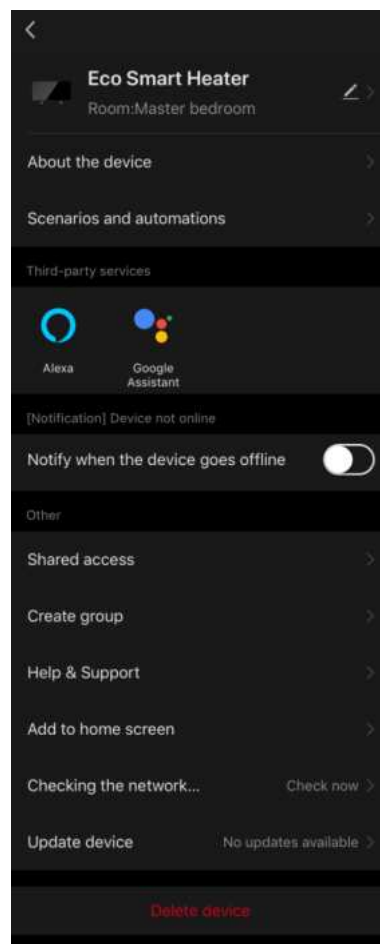 Eco Smart Heater
Room:Master bedroom
About the device
Scenarios and automations
Third-party services
Alexa
Google
Assistant
[Notification] Device not online
Notify when the device goes offline
Other
Shared access
Create group
Help & Support
Add to home screen
Checking the network... Check now
Update device No updates available
Delete device